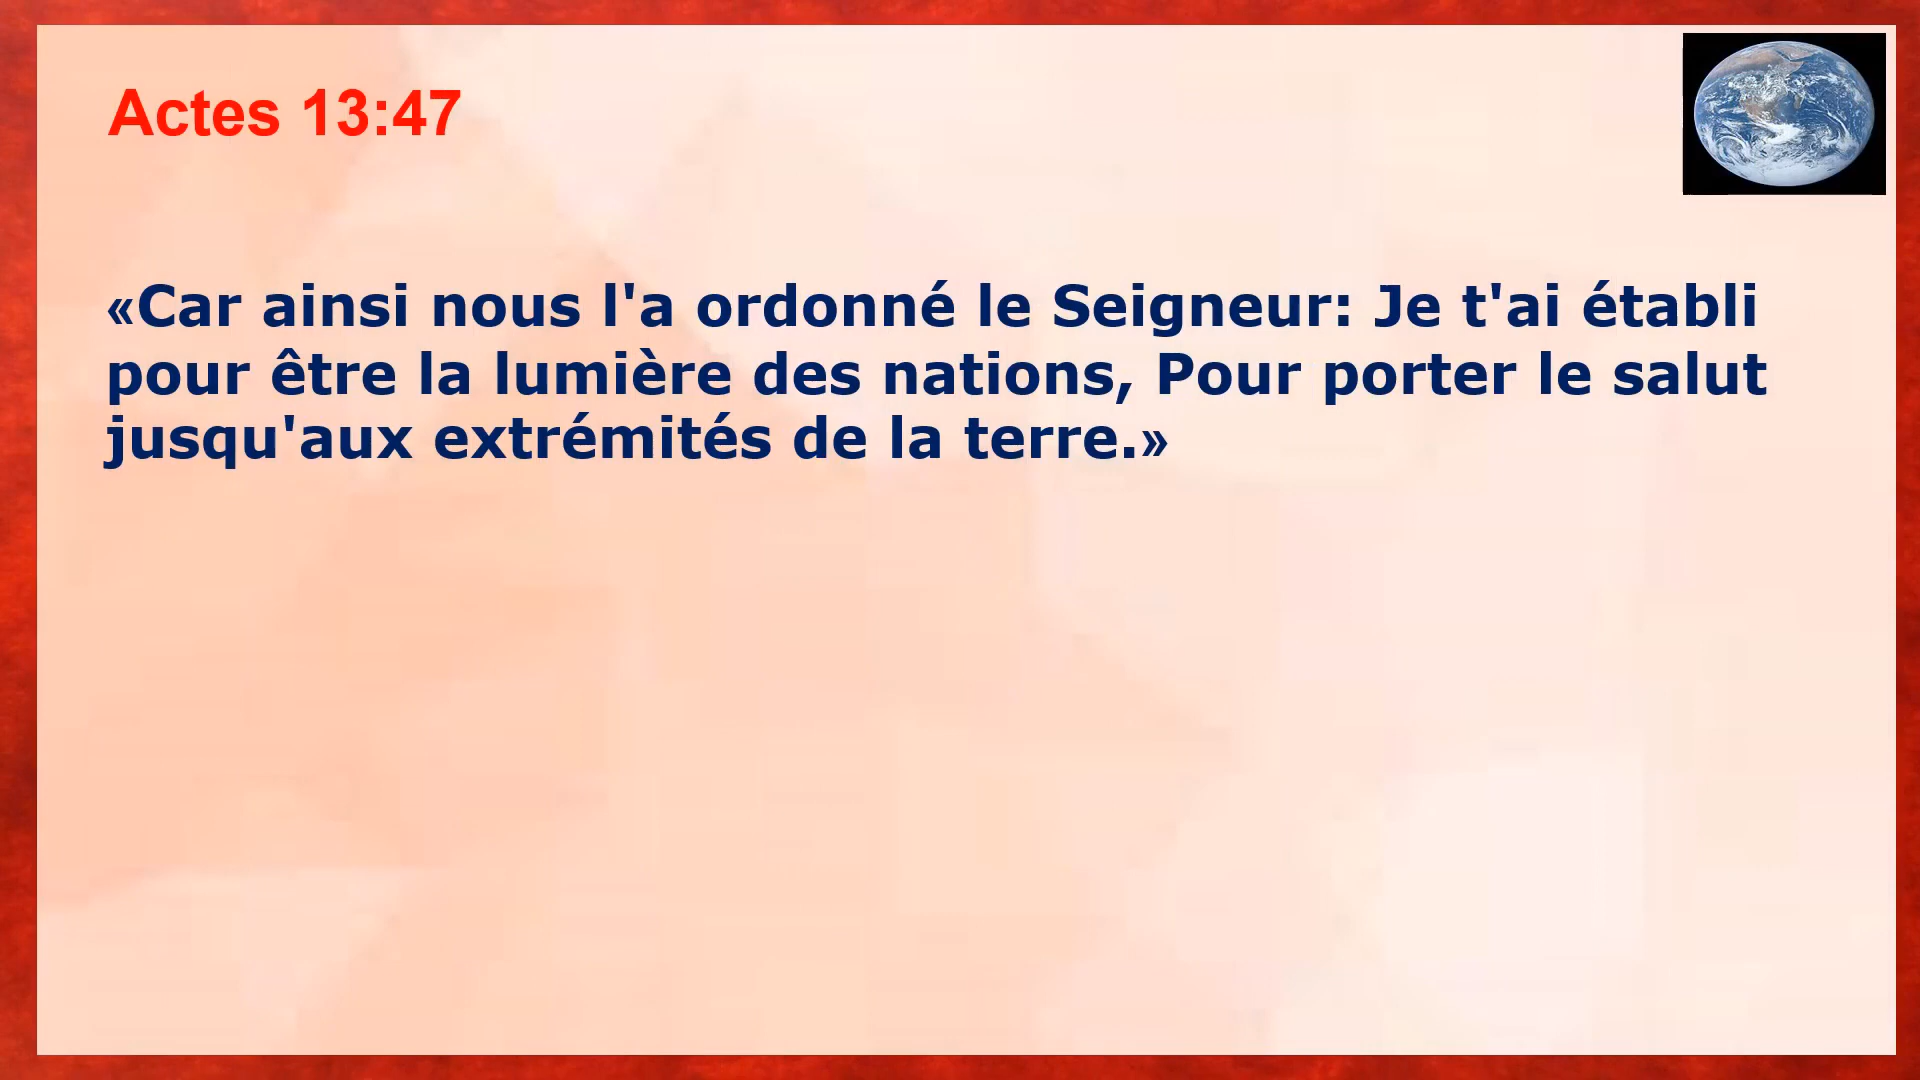 Actes 13:47
«Car ainsi nous l'a ordonné le Seigneur: Je t'ai établi
pour être la lumière des nations, Pour porter le salut
jusqu'aux extrémités de la terre.»